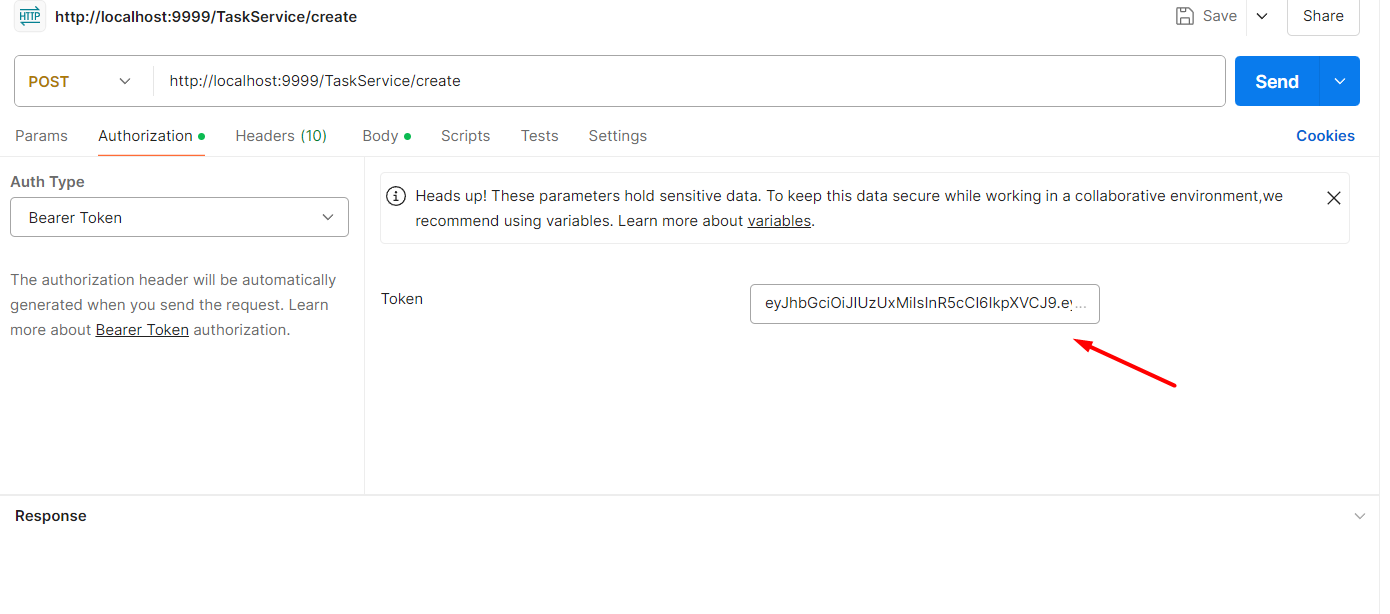 HTTP http://localhost:9999/TaskService/create Save Share
POST http://localhost:9999/TaskService/create Send
Params Authorization Headers (10) Body Scripts Tests Settings Cookies
Auth Type
Bearer Token
The authorization header will be automatically
generated when you send the request. Learn
more about Bearer Token authorization.
Heads up! These parameters hold sensitive data. To keep this data secure while working in a collaborative environment,we
recommend using variables. Learn more about variables.
Token
eyJhbGciOiJIUzUxMiIsInR5cCI6IkpXVCJ9.ey...
Response